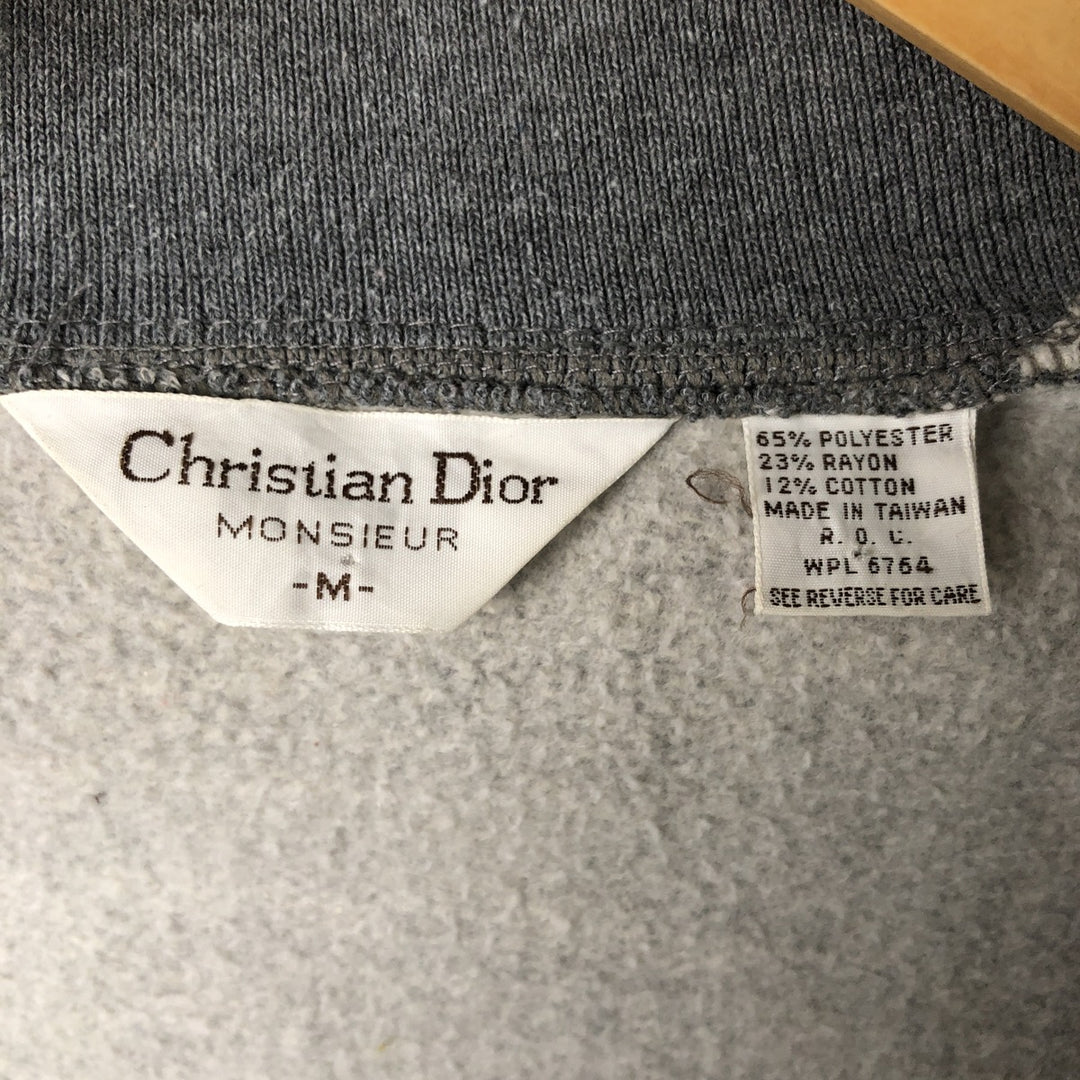 Christian Dior
MONSIEUR
-M-
65% POLYESTER
23% RAYON
12% COTTON
MADE IN TAIWAN
R. O. C.
WPL 6764
SEE REVERSE FOR CARE